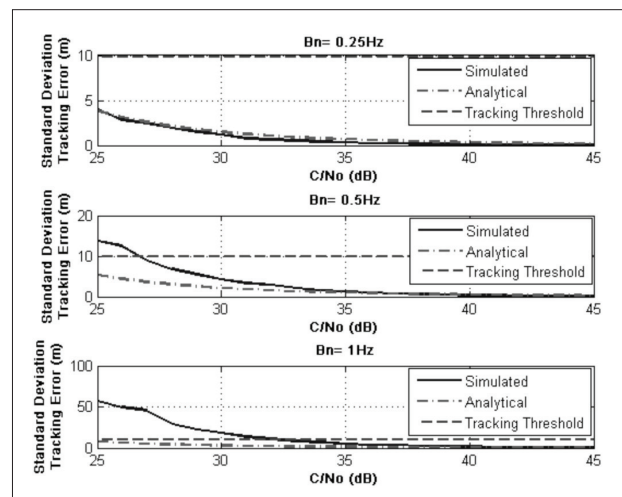 Bn= 0.25Hz
Standard Deviation
Tracking Error (m)
10
5
0
25
30
35
40
45
C/No (dB)
Simulated
Analytical
Tracking Threshold
Bn= 0.5Hz
Standard Deviation
Tracking Error (m)
20
10
0
25
30
35
40
45
C/No (dB)
Simulated
Analytical
Tracking Threshold
Bn= 1Hz
Standard Deviation
Tracking Error (m)
100
50
0
25
30
35
40
45
C/No (dB)
Simulated
Analytical
Tracking Threshold